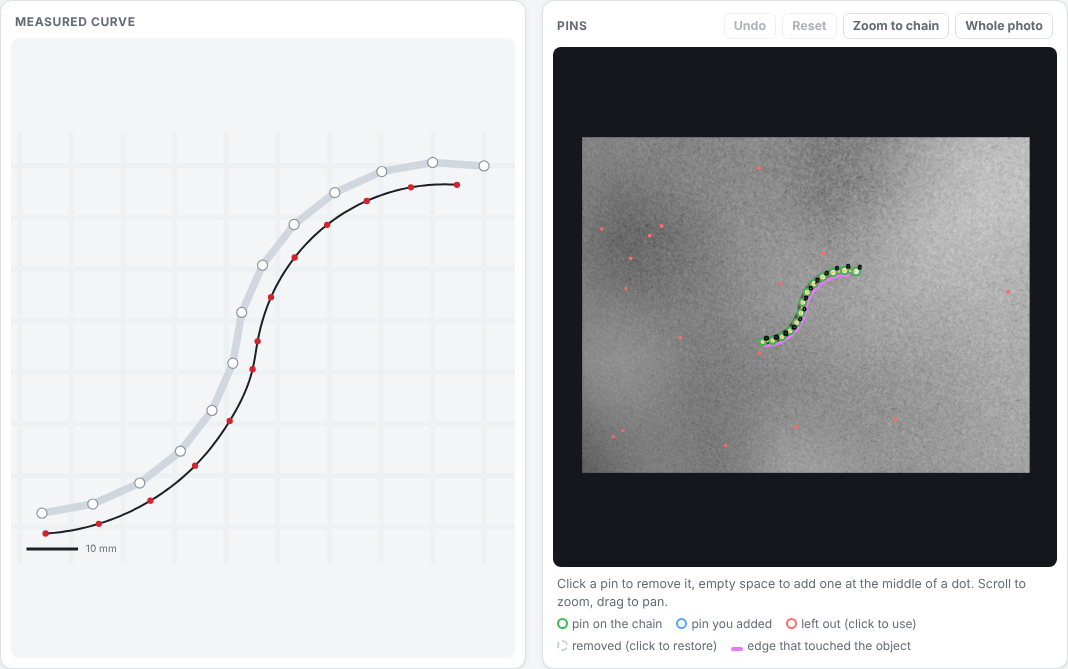 MEASURED CURVE
10 mm
PINS
Undo
Reset
Zoom to chain
Whole photo
Click a pin to remove it, empty space to add one at the middle of a dot. Scroll to
zoom, drag to pan.
pin on the chain
pin you added
left out (click to use)
removed (click to restore)
edge that touched the object